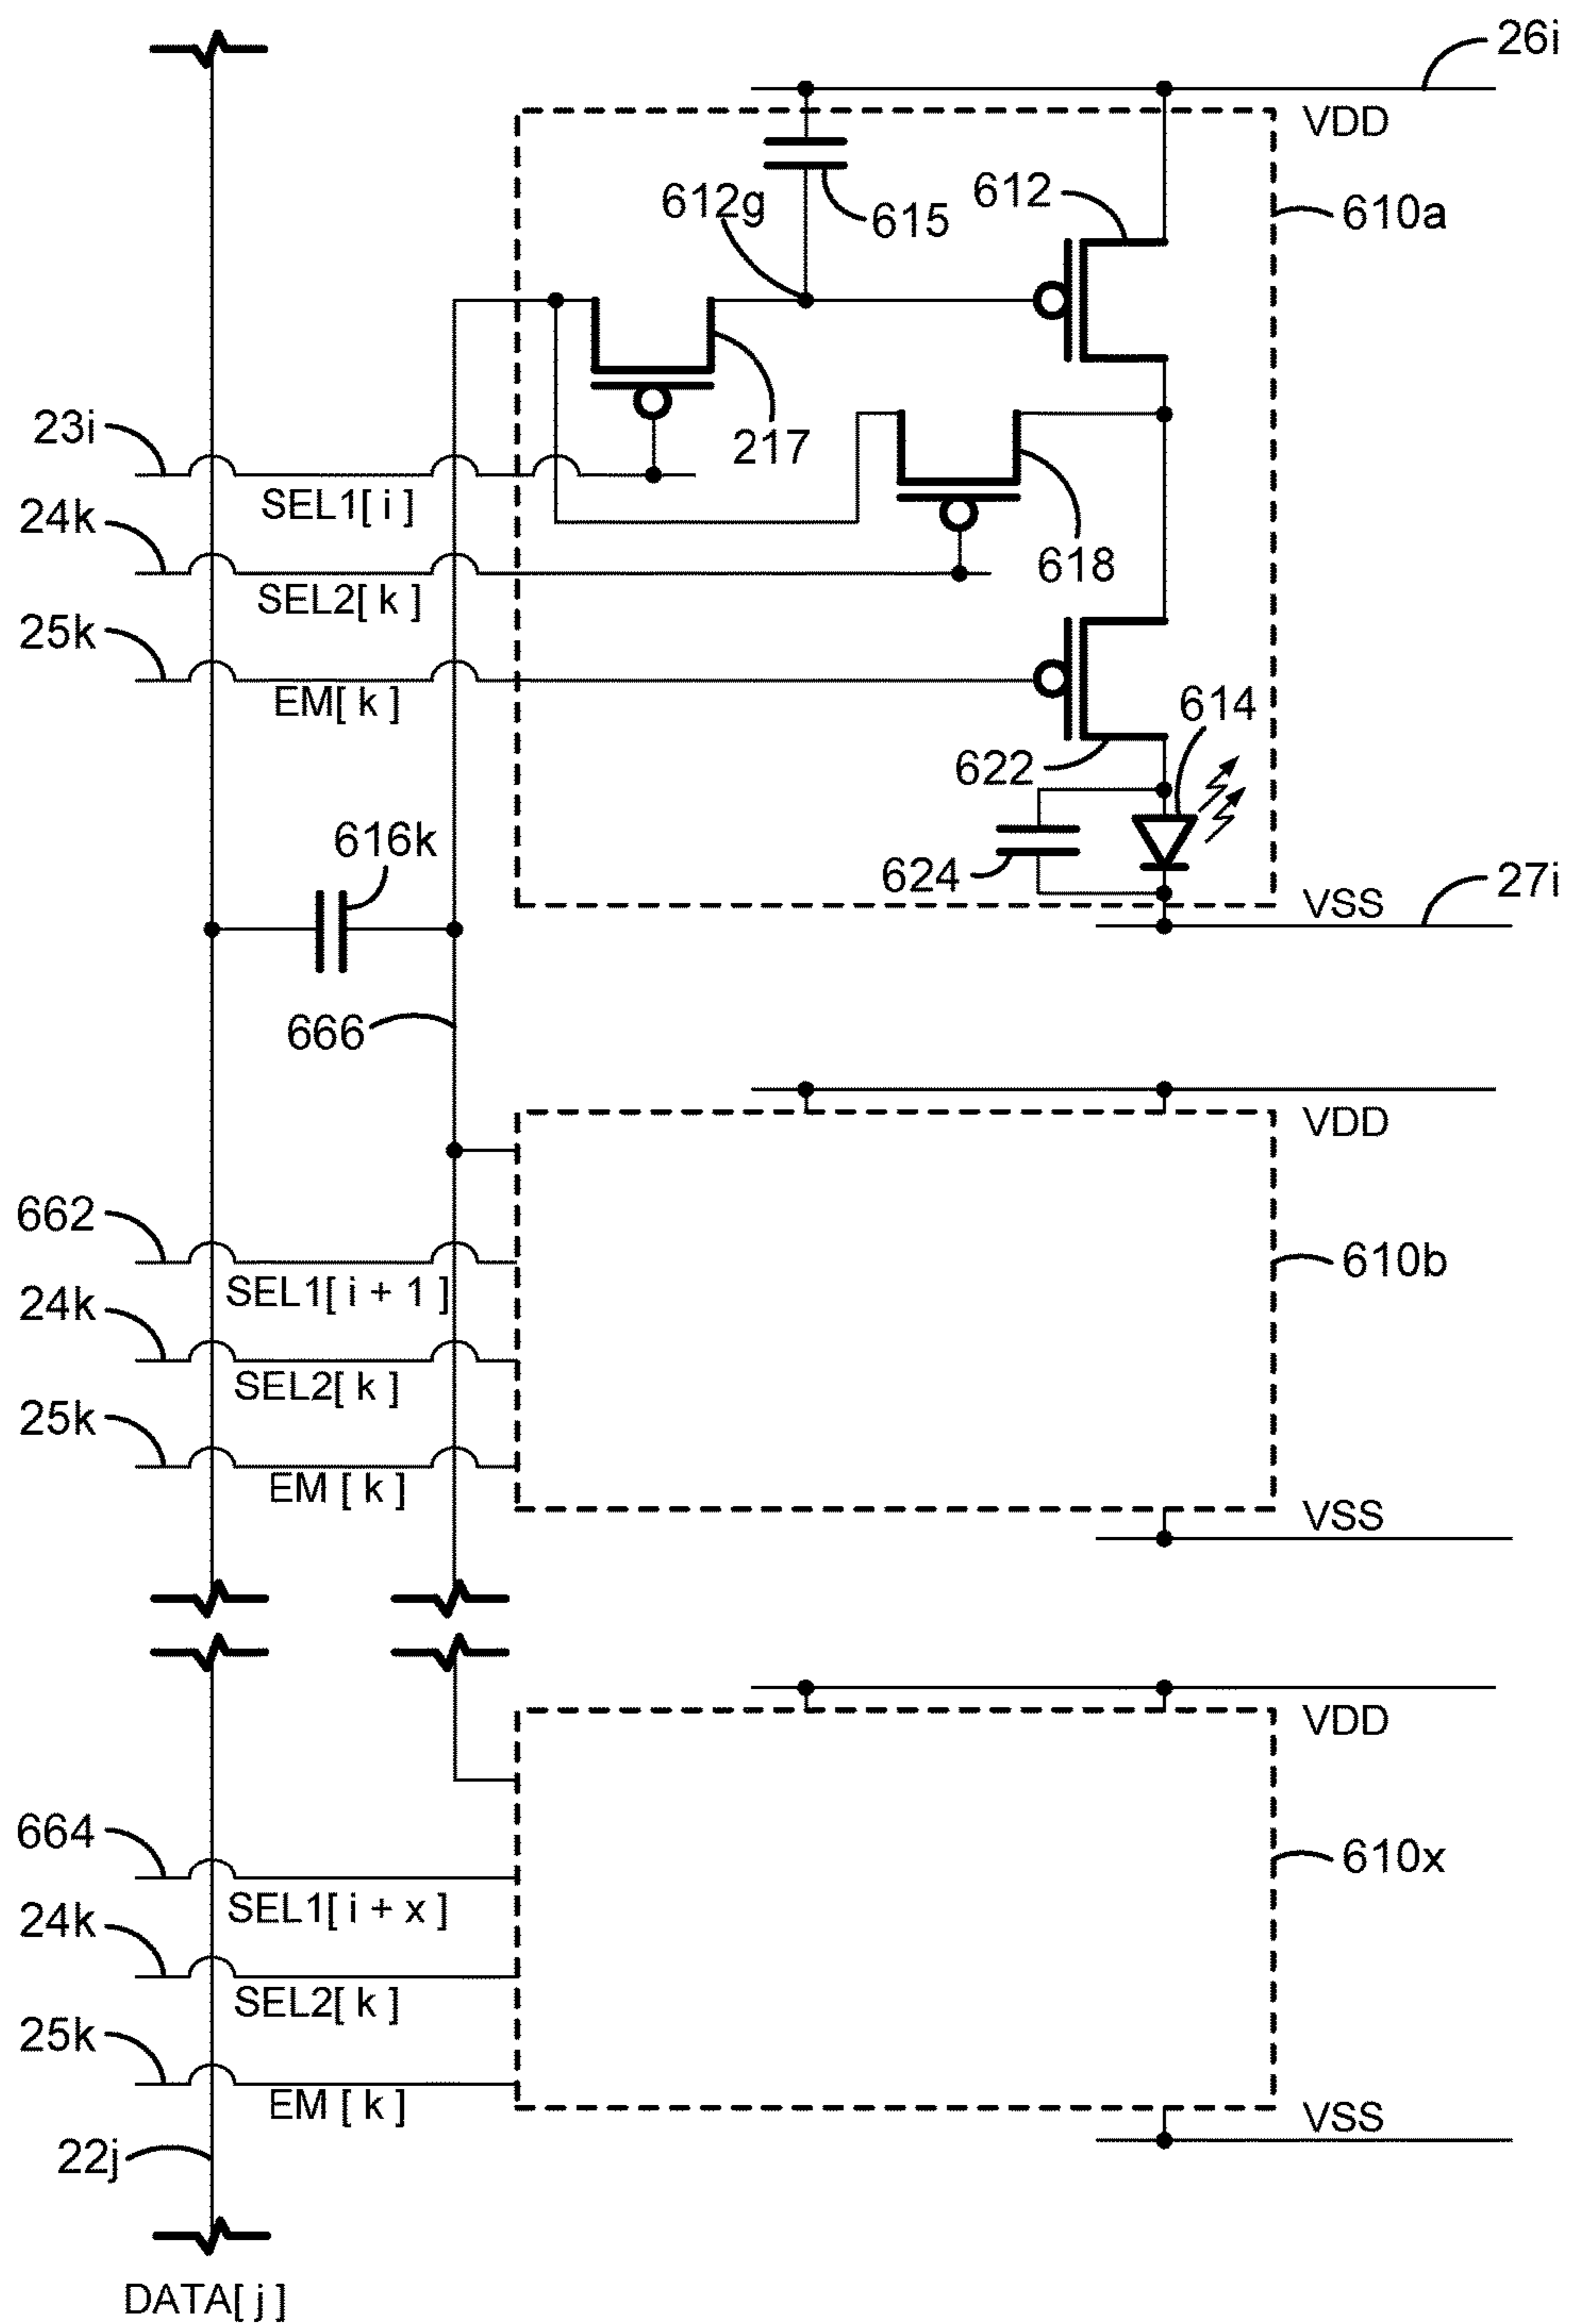 26i
VDD
612g
612
615
610a
23i
217
SEL1[ i ]
24k
618
SEL2[ k ]
25k
EM[ k ]
614
622
616k
624
VSS
27i
666
VDD
662
610b
SEL1[ i + 1 ]
24k
SEL2[ k ]
25k
EM [ k ]
VSS
VDD
664
610x
SEL1[ i + x ]
24k
SEL2[ k ]
25k
EM [ k ]
VSS
22j
DATA[ j ]